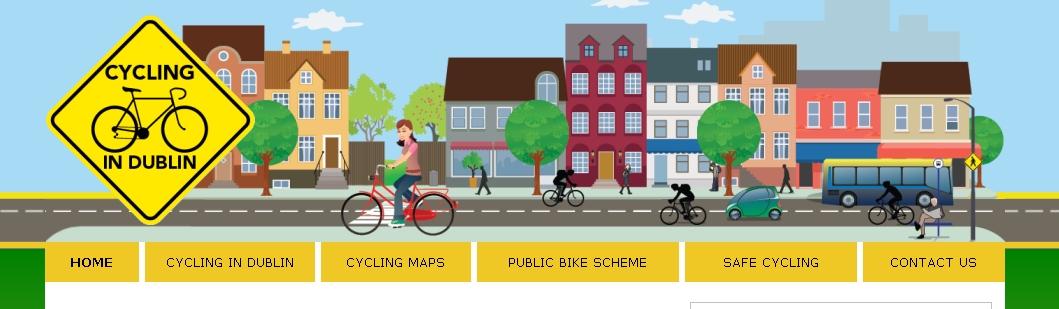 CYCLING
IN DUBLIN
HOME
CYCLING IN DUBLIN
CYCLING MAPS
PUBLIC BIKE SCHEME
SAFE CYCLING
CONTACT US